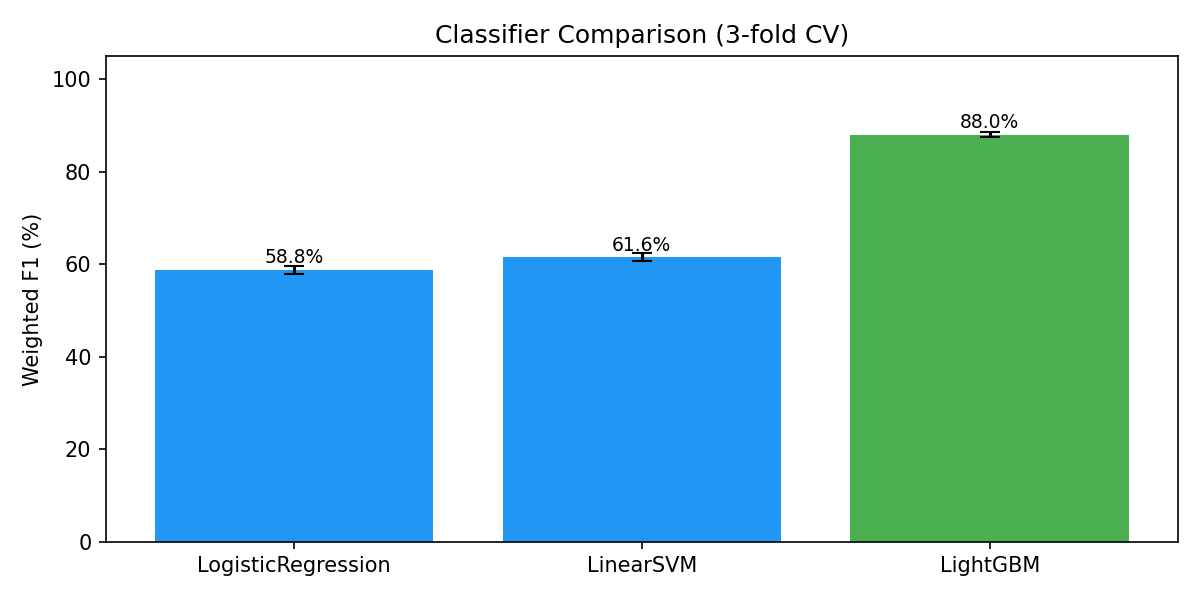 Classifier Comparison (3-fold CV)
Weighted F1 (%)
100
80
60
40
20
0
58.8%
61.6%
88.0%
LogisticRegression
LinearSVM
LightGBM